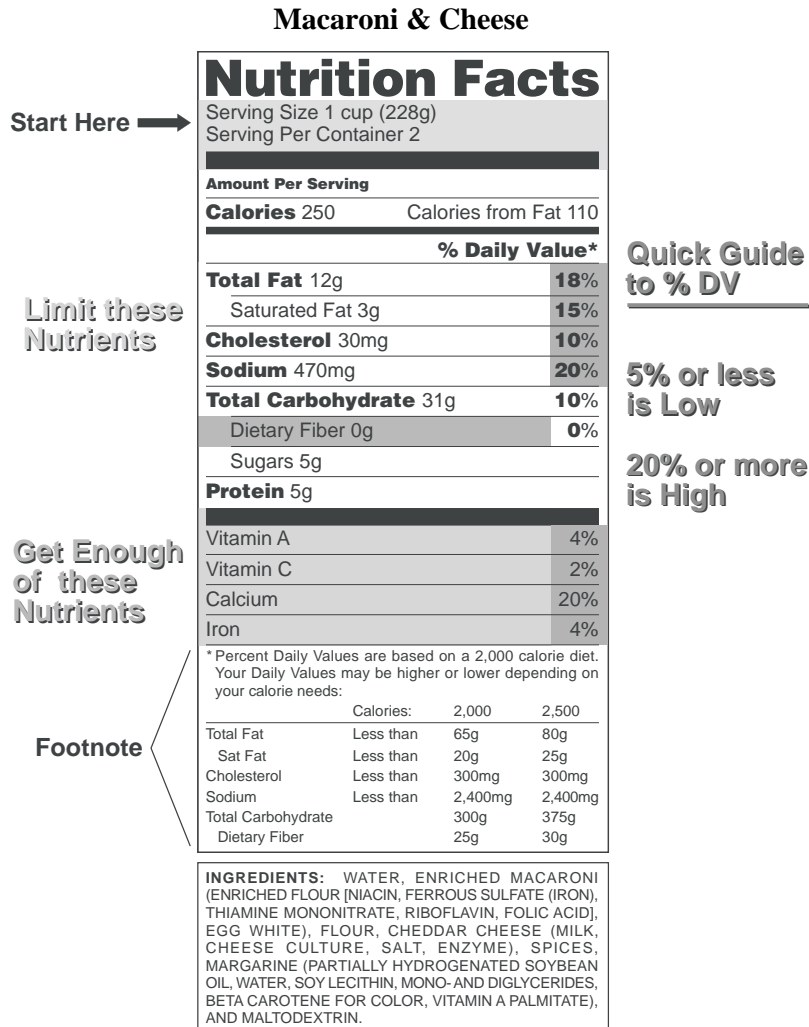 Macaroni & Cheese
Nutrition Facts
Start Here
Serving Size 1 cup (228g)
Serving Per Container 2
Amount Per Serving
Calories 250 Calories from Fat 110
% Daily Value*
Quick Guide
to % DV
Limit these
Nutrients
Total Fat 12g 18%
Saturated Fat 3g 15%
Cholesterol 30mg 10%
Sodium 470mg 20%
Total Carbohydrate 31g 10%
Dietary Fiber 0g 0%
Sugars 5g
Protein 5g
5% or less
is Low
20% or more
is High
Get Enough
of these
Nutrients
Vitamin A 4%
Vitamin C 2%
Calcium 20%
Iron 4%
Footnote
* Percent Daily Values are based on a 2,000 calorie diet.
Your Daily Values may be higher or lower depending on
your calorie needs:
Calories: 2,000 2,500
Total Fat Less than 65g 80g
Sat Fat Less than 20g 25g
Cholesterol Less than 300mg 300mg
Sodium Less than 2,400mg 2,400mg
Total Carbohydrate 300g 375g
Dietary Fiber 25g 30g
INGREDIENTS: WATER, ENRICHED MACARONI
(ENRICHED FLOUR [NIACIN, FERROUS SULFATE (IRON),
THIAMINE MONONITRATE, RIBOFLAVIN, FOLIC ACID],
EGG WHITE), FLOUR, CHEDDAR CHEESE (MILK,
CHEESE CULTURE, SALT, ENZYME), SPICES,
MARGARINE (PARTIALLY HYDROGENATED SOYBEAN
OIL, WATER, SOY LECITHIN, MONO- AND DIGLYCERIDES,
BETA CAROTENE FOR COLOR, VITAMIN A PALMITATE),
AND MALTODEXTRIN.